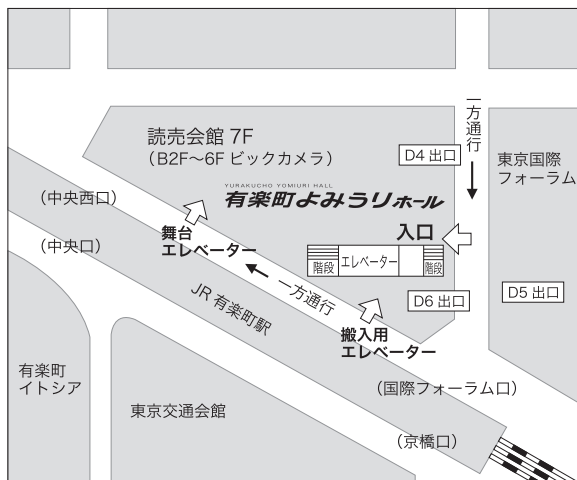 一方通行
読売会館 7F
（B2F〜6F ビックカメラ）
D4 出口
東京国際
フォーラム
YURAKUCHO YOMIURI HALL
有楽町よみうりホール
（中央西口）
入口
舞台
エレベーター
（中央口）
階段
エレベーター
階段
一方通行
D5 出口
D6 出口
JR 有楽町駅
搬入用
エレベーター
有楽町
イトシア
（国際フォーラム口）
東京交通会館
（京橋口）